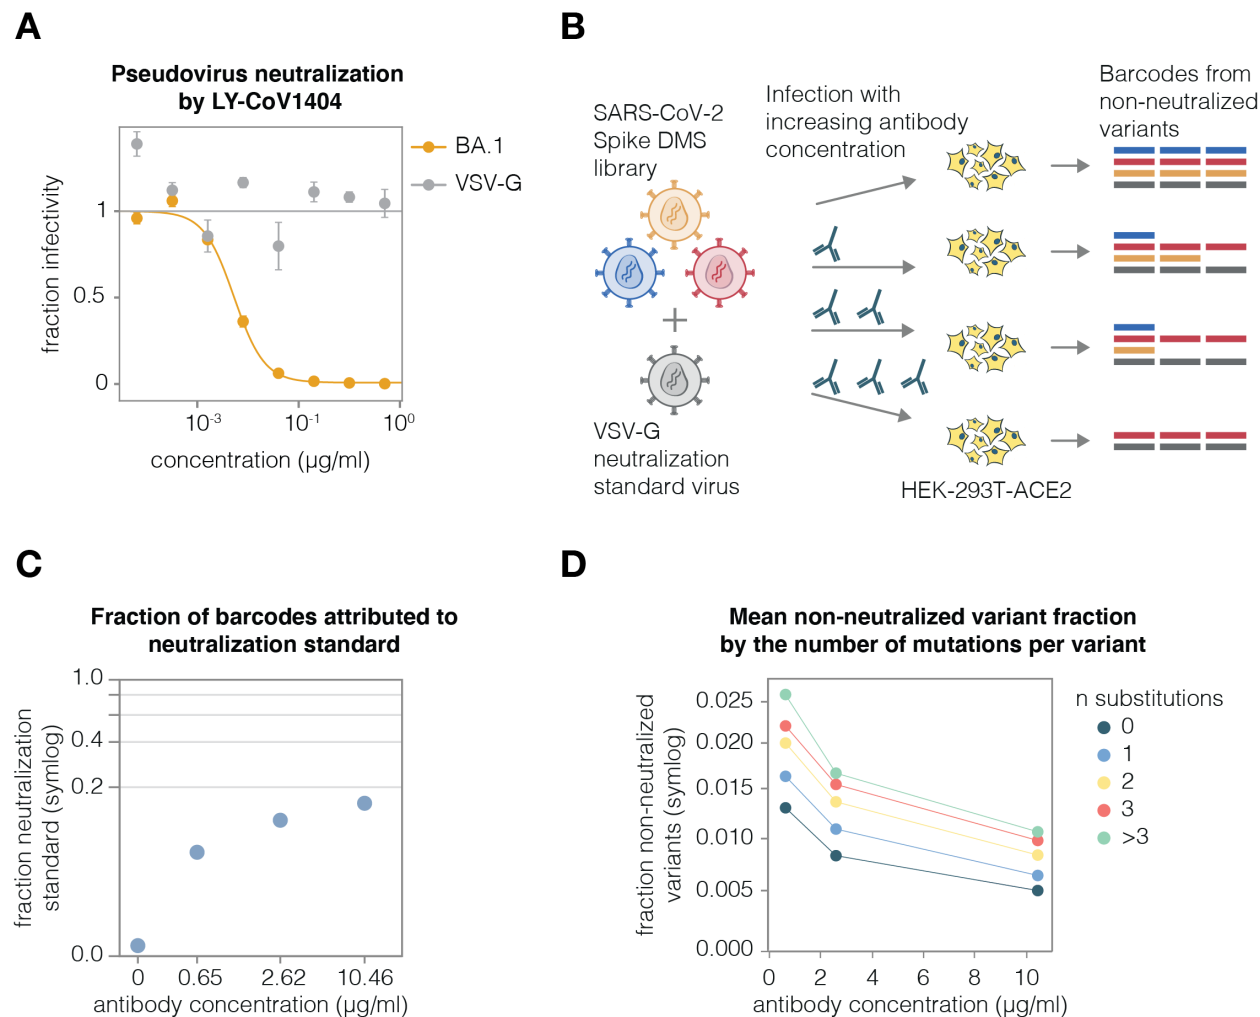 A
Pseudovirus neutralization
by LY-CoV1404
fraction infectivity
1
0.5
0
10-3
10-1
100
concentration (µg/ml)
BA.1
VSV-G
B
SARS-CoV-2
Spike DMS
library
VSV-G
neutralization
standard virus
Infection with
increasing antibody
concentration
HEK-293T-ACE2
Barcodes from
non-neutralized
variants
C
Fraction of barcodes attributed to
neutralization standard
fraction neutralization
standard (symlog)
1.0
0.4
0.2
0.0
0
0.65
2.62
10.46
antibody concentration (µg/ml)
D
Mean non-neutralized variant fraction
by the number of mutations per variant
fraction non-neutralized
variants (symlog)
0.025
0.020
0.015
0.010
0.005
0.000
0
2
4
6
8
10
antibody concentration (µg/ml)
n substitutions
0
1
2
3
>3